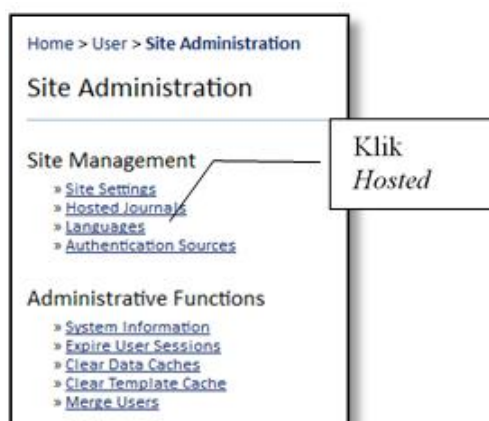 Home > User > Site Administration
Site Administration
Site Management
» Site Settings
» Hosted Journals
» Languages
» Authentication Sources
Klik
Hosted
Administrative Functions
» System Information
» Expire User Sessions
» Clear Data Caches
» Clear Template Cache
» Merge Users